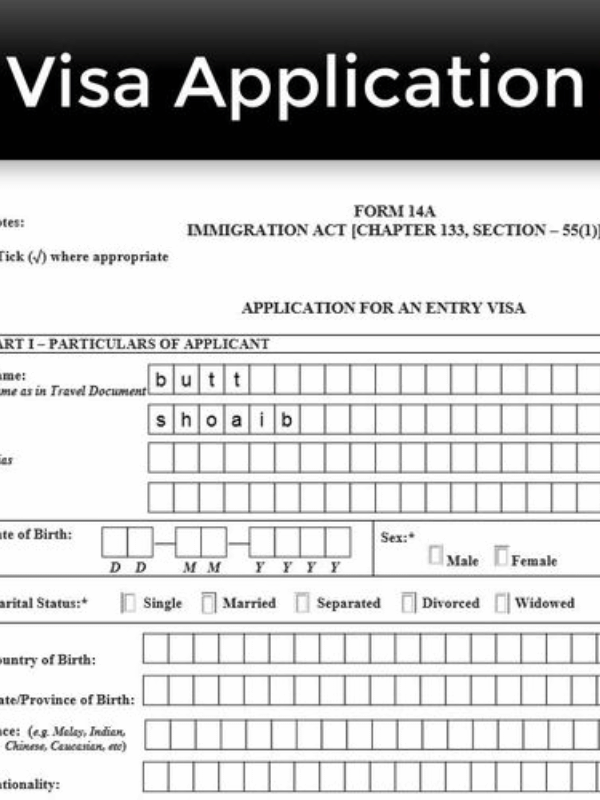 Visa Application
FORM 14A
otes:
IMMIGRATION ACT [CHAPTER 133, SECTION – 55(1)]
Tick (√) where appropriate
APPLICATION FOR AN ENTRY VISA
ART I – PARTICULARS OF APPLICANT
ame:
me as in Travel Document
b u t t
s h o a i b
ias
te of Birth:
D D M M Y Y Y Y
Sex:*
Male Female
arital Status:* Single Married Separated Divorced Widowed
ountry of Birth:
ate/Province of Birth:
ce: (e.g. Malay, Indian,
Chinese, Caucasian, etc)
ationality: